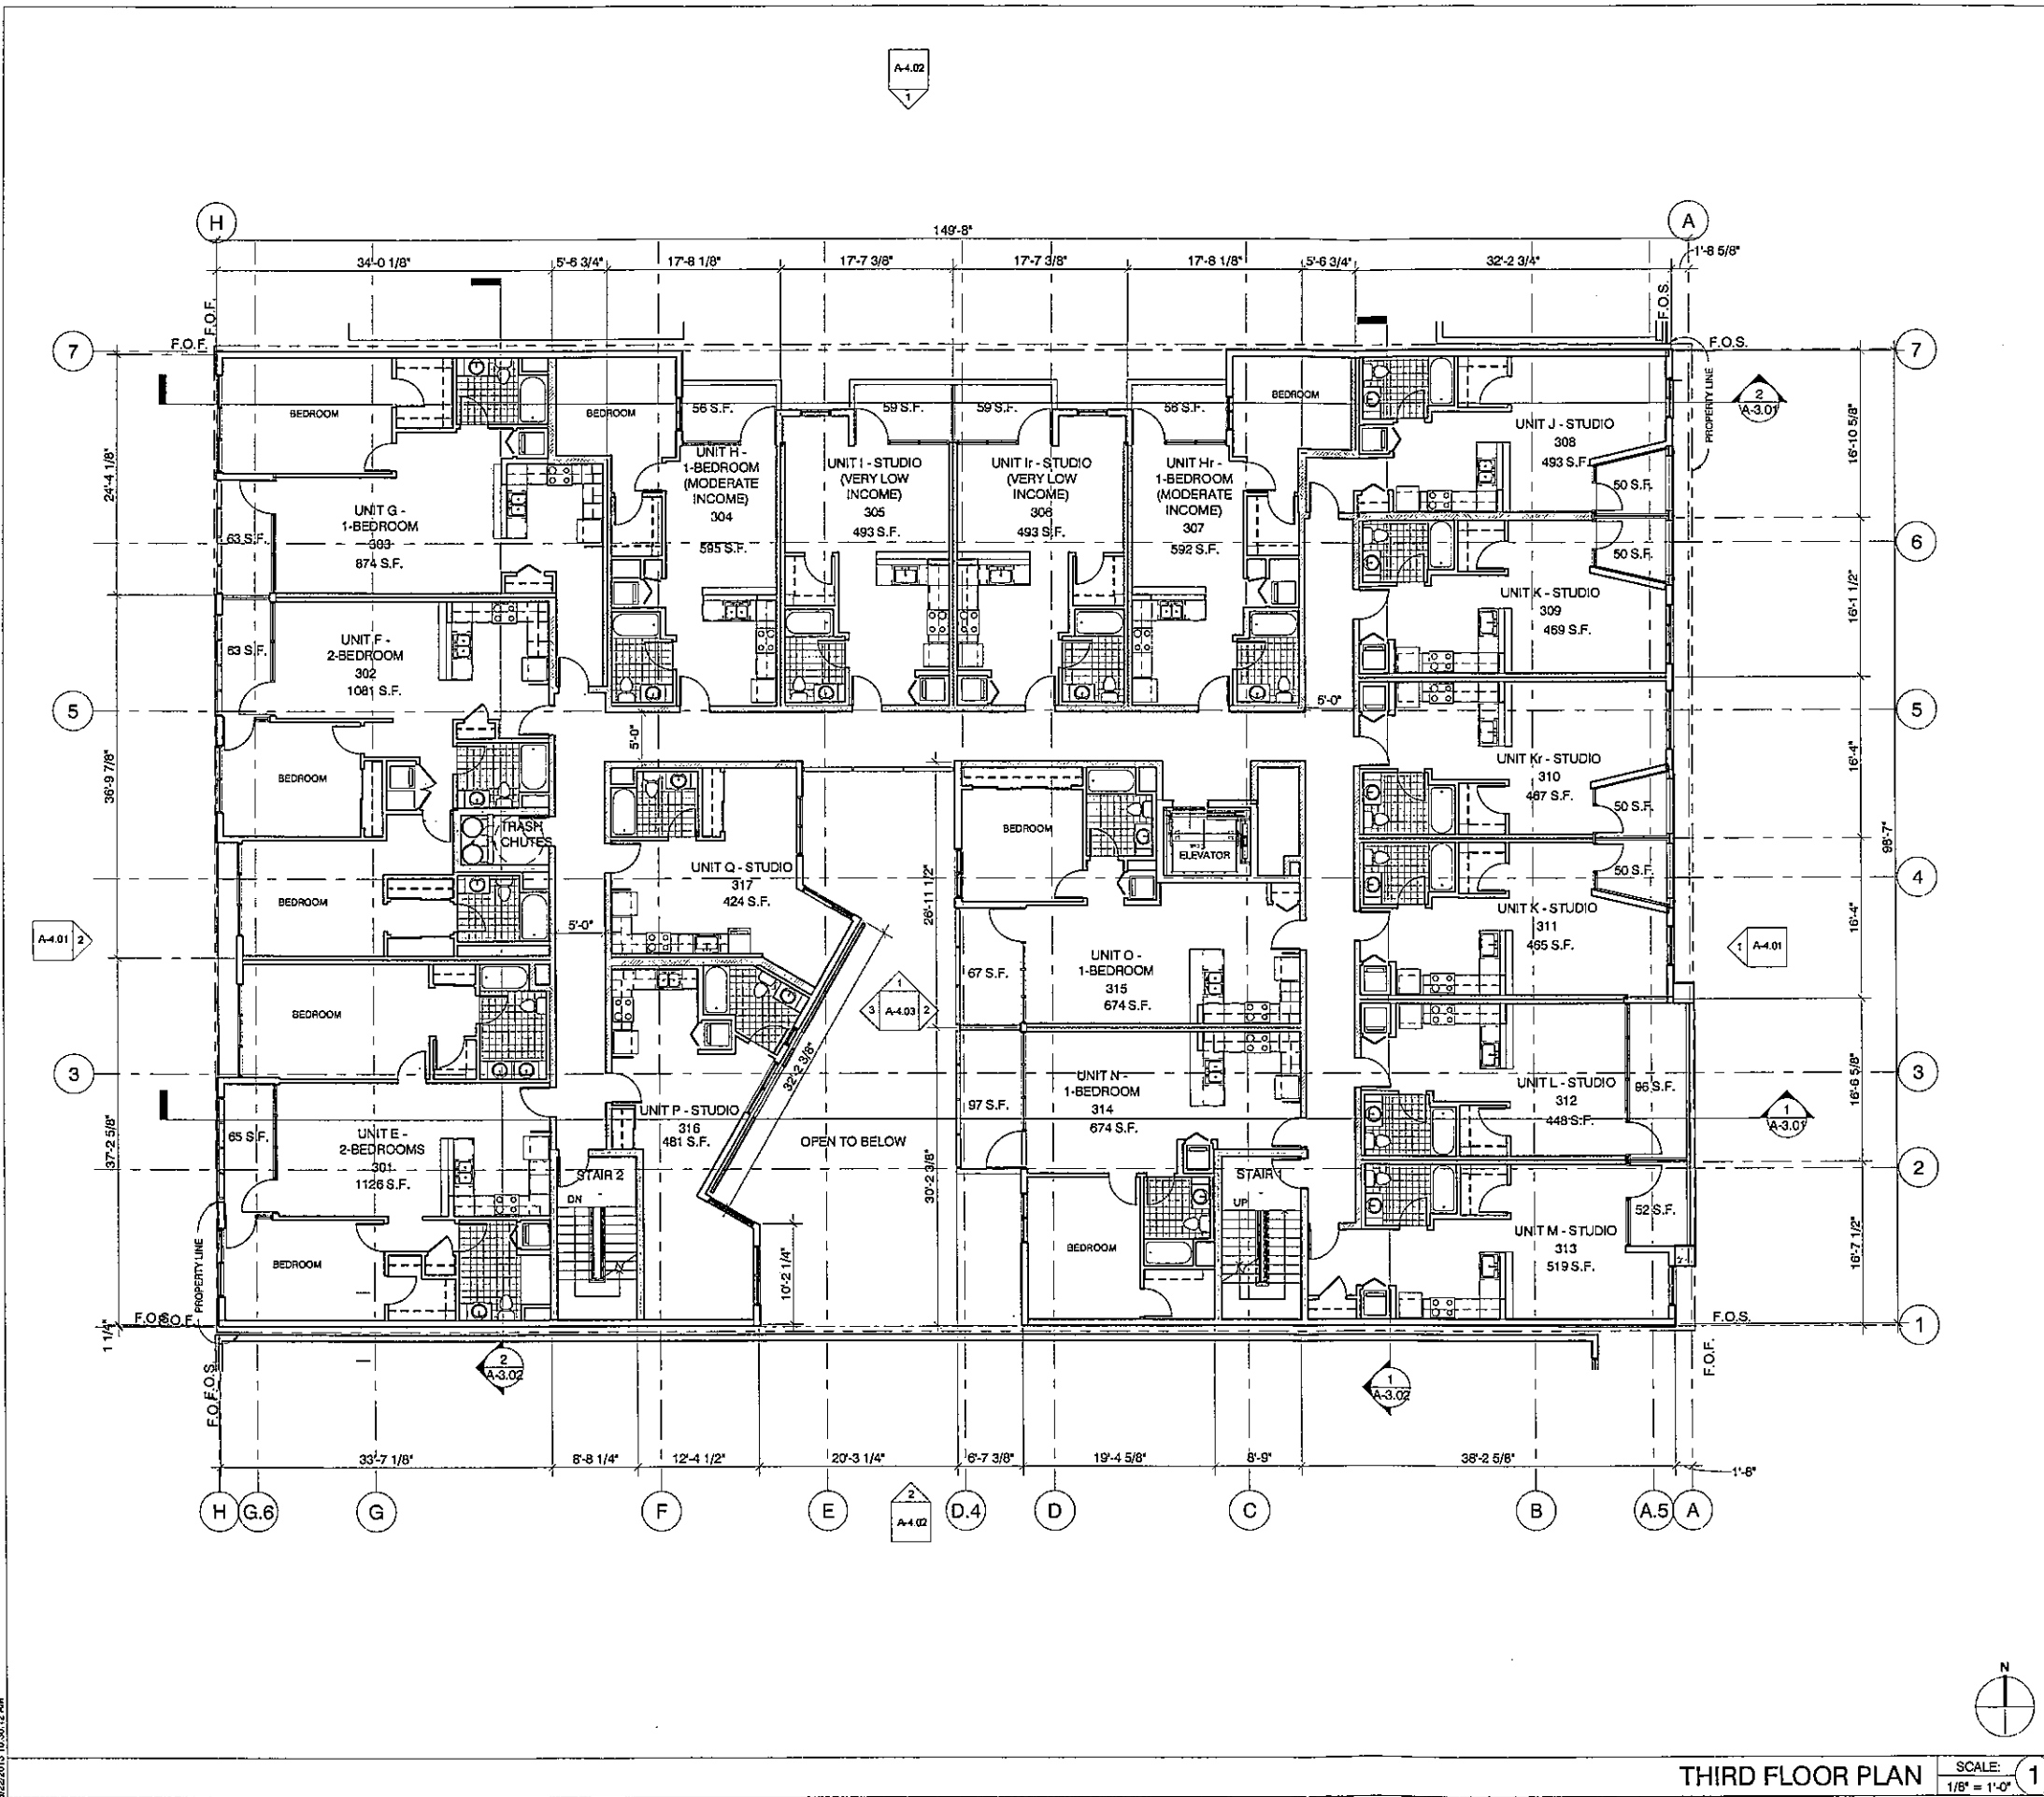 A-4.02
1
H
A
149'-8"
1'-8 5/8"
34'-0 1/8"
5'-6 3/4"
17'-8 1/8"
17'-7 3/8"
17'-7 3/8"
17'-8 1/8"
5'-6 3/4"
32'-2 3/4"
F.O.F.
F.O.S.
7
F.O.F.
F.O.S.
7
PROPERTY LINE
2
A-3.01
BEDROOM
BEDROOM
56 S.F.
59 S.F.
59 S.F.
56 S.F.
BEDROOM
UNIT J - STUDIO
308
493 S.F.
50 S.F.
16'-10 5/8"
24'-4 1/8"
UNIT G -
1-BEDROOM
303
874 S.F.
63 S.F.
UNIT H -
1-BEDROOM
(MODERATE
INCOME)
304
595 S.F.
UNIT I - STUDIO
(VERY LOW
INCOME)
305
493 S.F.
UNIT Ir - STUDIO
(VERY LOW
INCOME)
306
493 S.F.
UNIT Hr -
1-BEDROOM
(MODERATE
INCOME)
307
592 S.F.
50 S.F.
6
UNIT K - STUDIO
309
469 S.F.
16'-1 1/2"
63 S.F.
UNIT F -
2-BEDROOM
302
1081 S.F.
5
5'-0"
5'-0"
5
BEDROOM
36'-9 7/8"
UNIT Kr - STUDIO
310
467 S.F.
50 S.F.
16'-4"
98'-7"
TRASH
CHUTES
BEDROOM
ELEVATOR
UNIT Q - STUDIO
317
424 S.F.
50 S.F.
4
BEDROOM
5'-0"
26'-11 1/2"
UNIT K - STUDIO
311
465 S.F.
16'-4"
A-4.01
2
1
A-4.01
67 S.F.
UNIT O -
1-BEDROOM
315
674 S.F.
1
3
A-4.03
2
BEDROOM
32'-2 3/8"
3
3
97 S.F.
UNIT N -
1-BEDROOM
314
674 S.F.
UNIT L - STUDIO
312
448 S.F.
96 S.F.
16'-6 5/8"
1
A-3.01
65 S.F.
UNIT E -
2-BEDROOMS
301
1126 S.F.
37'-2 5/8"
UNIT P - STUDIO
316
481 S.F.
OPEN TO BELOW
STAIR 2
DN
30'-2 3/8"
STAIR 1
UP
2
52 S.F.
UNIT M - STUDIO
313
519 S.F.
16'-7 1/2"
BEDROOM
BEDROOM
10'-2 1/4"
PROPERTY LINE
F.O.S.
1
1 1/4"
F.O.F.
2
A-3.02
1
A-3.02
33'-7 1/8"
8'-8 1/4"
12'-4 1/2"
20'-3 1/4"
6'-7 3/8"
19'-4 5/8"
8'-9"
38'-2 5/8"
1'-8"
H
G.6
G
F
E
2
A-4.02
D.4
D
C
B
A.5
A
N
THIRD FLOOR PLAN
SCALE:
1/8" = 1'-0"
1